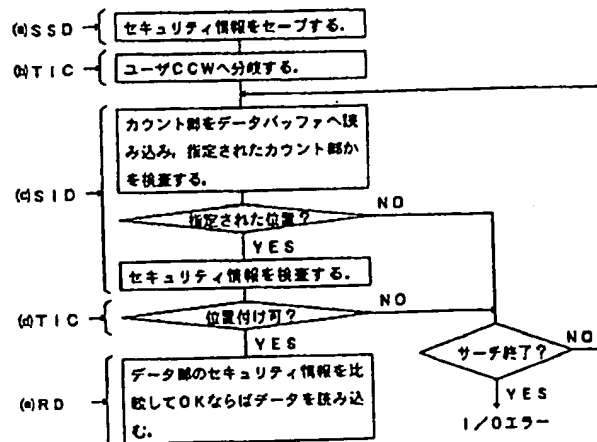 (a) SSD
セキュリティ情報をセーブする.
(b) TIC
ユーザCCWへ分岐する.
カウント部をデータバッファへ読
み込み, 指定されたカウント部か
を検査する.
(c) SID
指定された位置?
NO
YES
セキュリティ情報を検査する.
(d) TIC
位置付け可?
NO
YES
サーチ終了?
NO
YES
I/Oエラー
(e) RD
データ部のセキュリティ情報を比
較してOKならばデータを読み込
む.